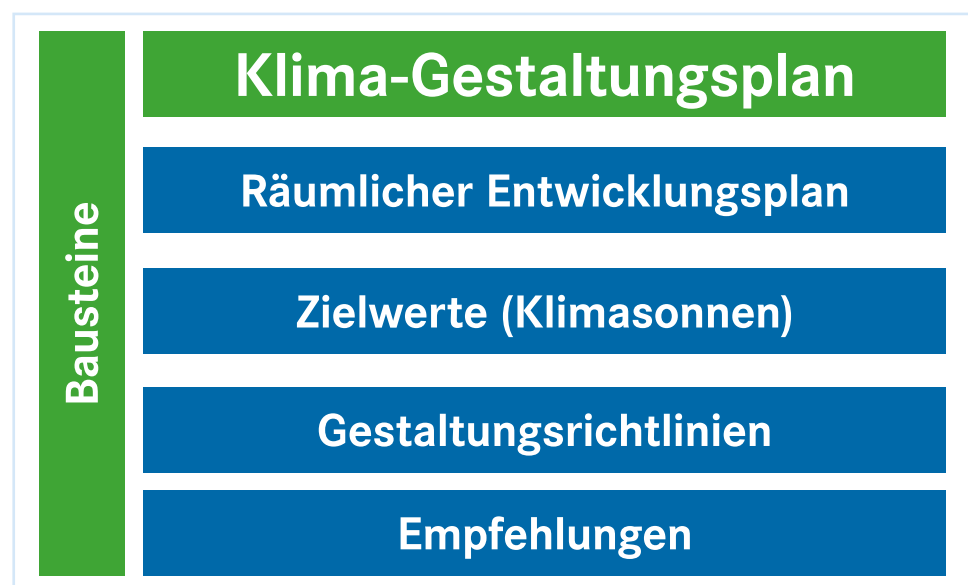 Klima-Gestaltungsplan
Bausteine
Räumlicher Entwicklungsplan
Zielwerte (Klimasonnen)
Gestaltungsrichtlinien
Empfehlungen